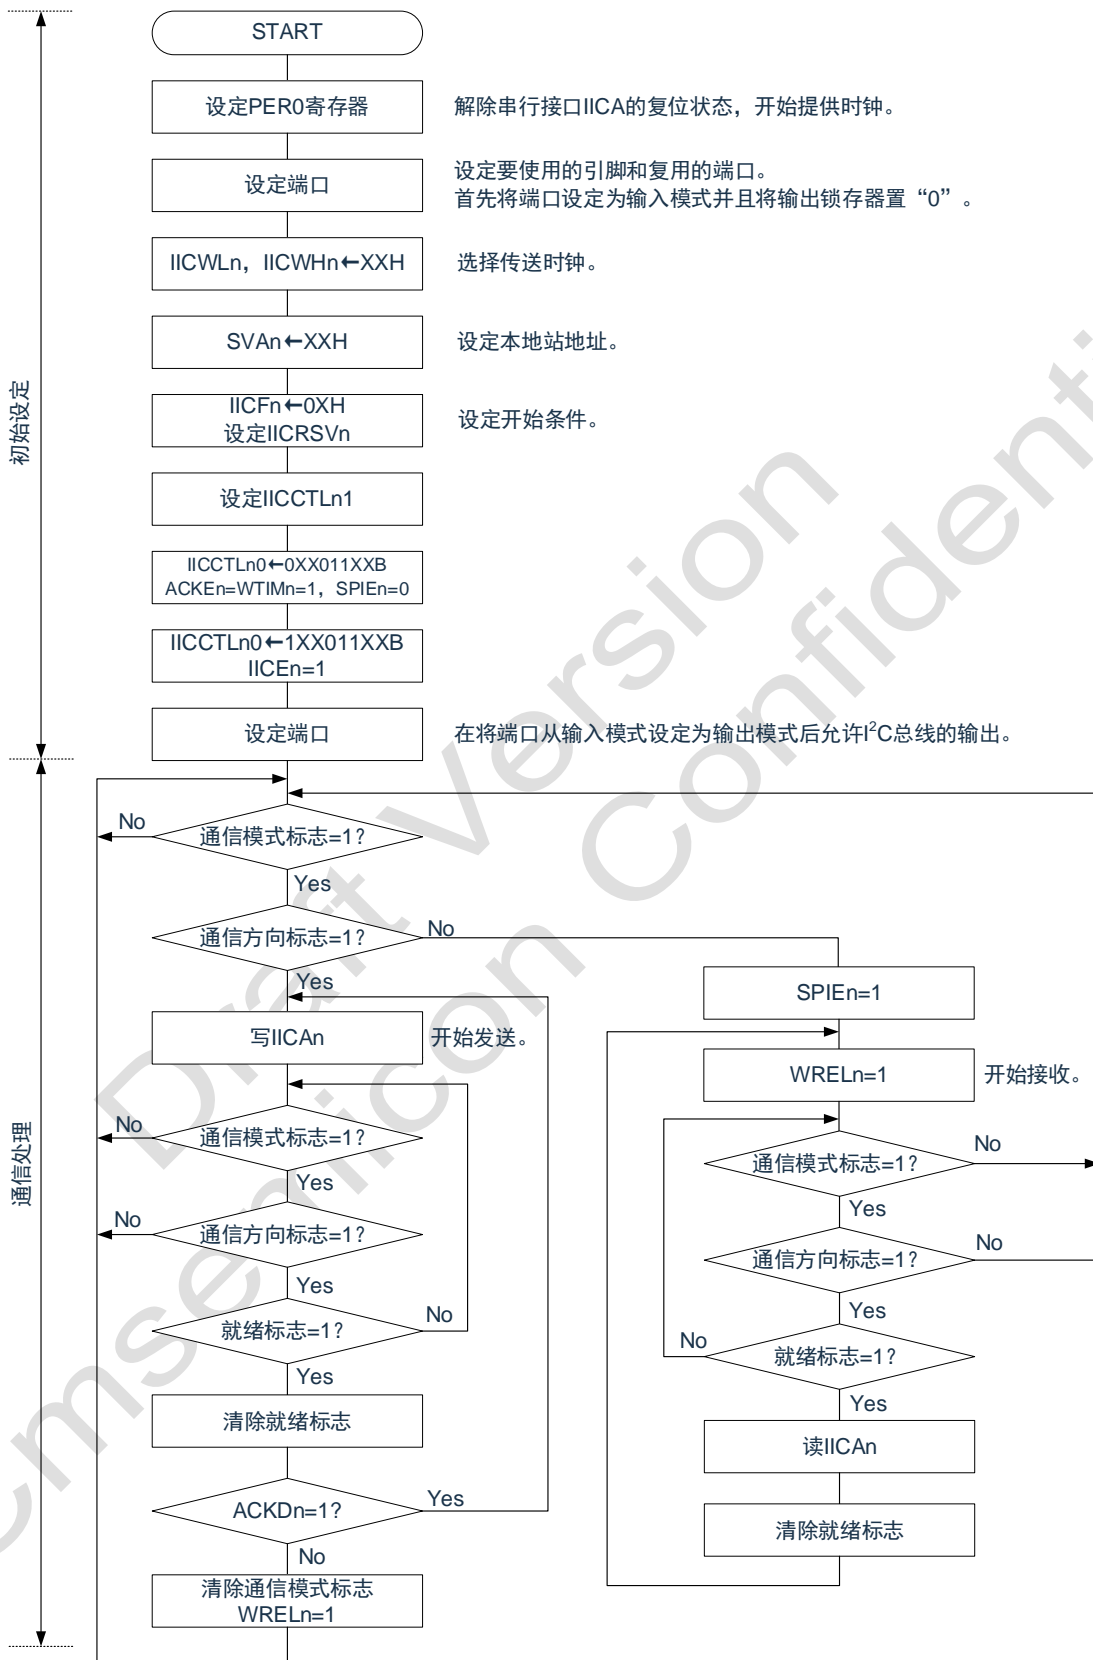 START
设定PER0寄存器
解除串行接口IICA的复位状态，开始提供时钟。
设定端口
设定要使用的引脚和复用的端口。
首先将端口设定为输入模式并且将输出锁存器置“0”。
IICWLn，IICWHn←XXH
选择传送时钟。
SVAn←XXH
设定本地站地址。
IICFn←0XH
设定IICRSVn
设定开始条件。
设定IICCTLn1
IICCTLn0←0XX011XXB
ACKEn=WTIMn=1，SPIEn=0
IICCTLn0←1XX011XXB
IICEn=1
设定端口
在将端口从输入模式设定为输出模式后允许I²C总线的输出。
初始设定
通信模式标志=1？
No
Yes
通信方向标志=1？
No
Yes
写IICAn
开始发送。
通信模式标志=1？
No
Yes
通信方向标志=1？
No
Yes
就绪标志=1？
No
Yes
清除就绪标志
ACKDn=1？
Yes
No
清除通信模式标志
WRELn=1
通信处理
SPIEn=1
WRELn=1
开始接收。
通信模式标志=1？
No
Yes
通信方向标志=1？
No
Yes
就绪标志=1？
No
Yes
读IICAn
清除就绪标志
Draft Version
Cmsemicon Confidenti